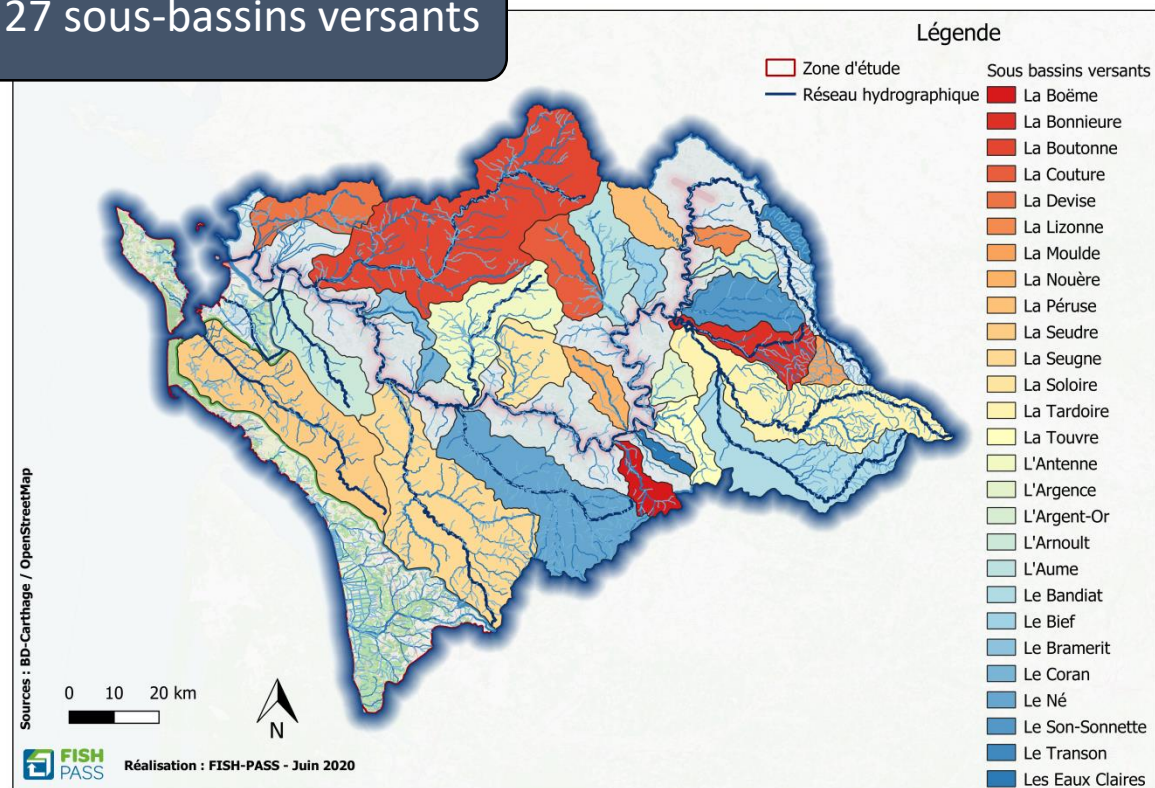 27 sous-bassins versants
Légende
Zone d'étude
Réseau hydrographique
Sous bassins versants
La Boëme
La Bonnieure
La Boutonne
La Couture
La Devise
La Lizonne
La Moulde
La Nouère
La Péruse
La Seudre
La Seugne
La Soloire
La Tardoire
La Touvre
L'Antenne
L'Argence
L'Argent-Or
L'Arnoult
L'Aume
Le Bandiat
Le Bief
Le Bramerit
Le Coran
Le Né
Le Son-Sonnette
Le Transon
Les Eaux Claires
Sources : BD-Carthage / OpenStreetMap
0 10 20 km
N
FISH
PASS
Réalisation : FISH-PASS - Juin 2020